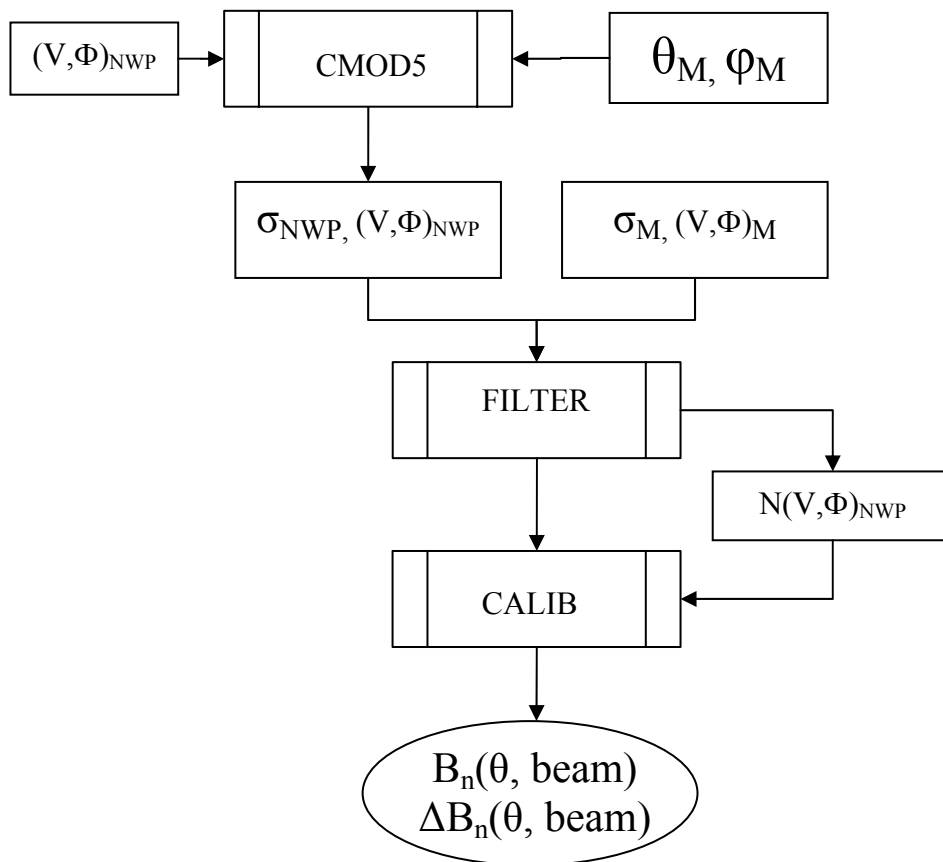 (V,Φ)NWP
CMOD5
θM, φM
σNWP, (V,Φ)NWP
σM, (V,Φ)M
FILTER
N(V,Φ)NWP
CALIB
Bn(θ, beam)
ΔBn(θ, beam)